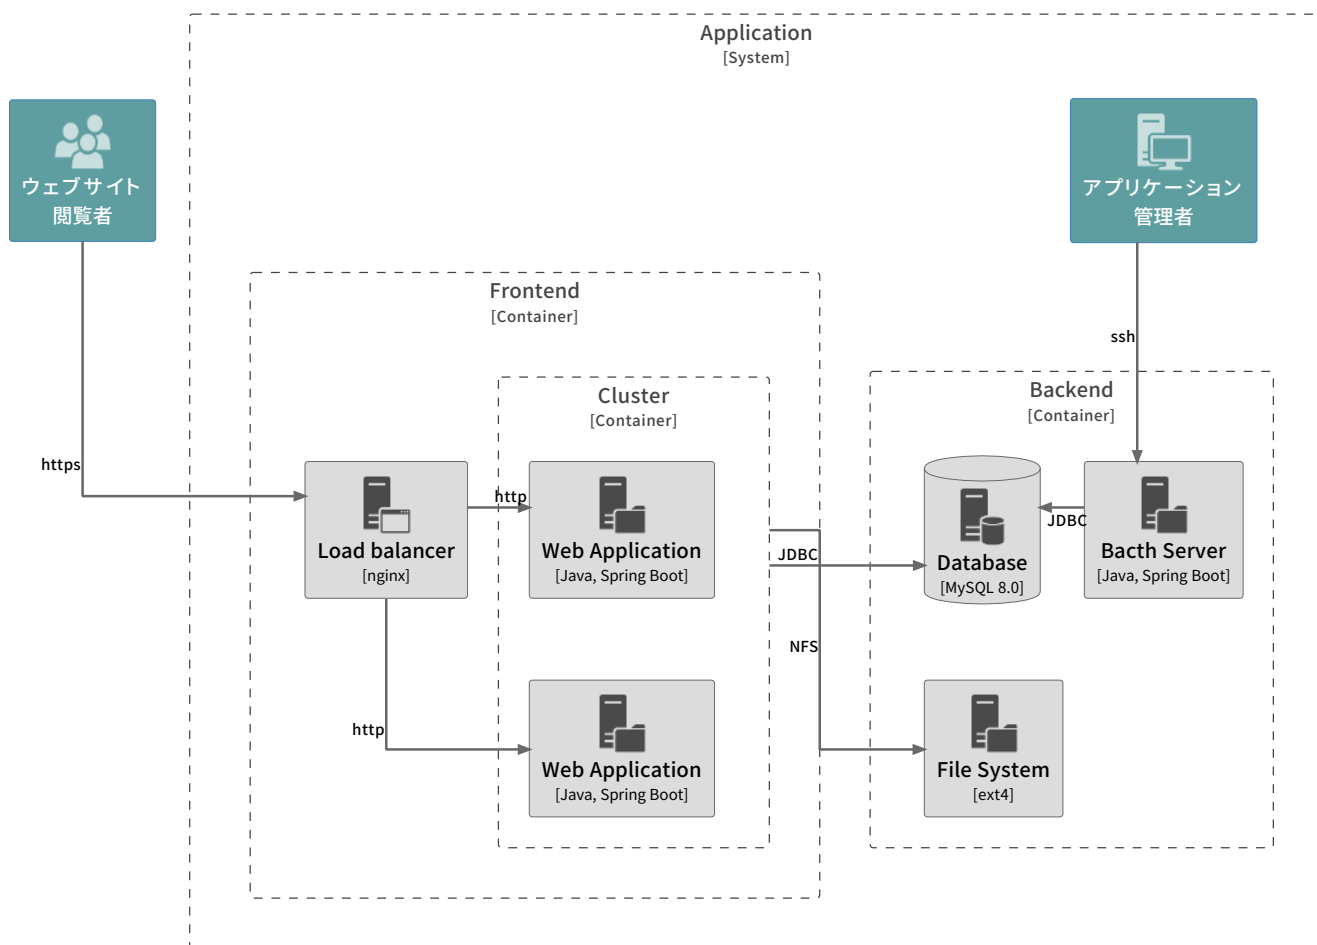 Application
[System]
ウェブサイト
閲覧者
アプリケーション
管理者
Frontend
[Container]
ssh
Cluster
[Container]
Backend
[Container]
https
http
Load balancer
[nginx]
Web Application
[Java, Spring Boot]
JDBC
Database
[MySQL 8.0]
JDBC
Bacth Server
[Java, Spring Boot]
NFS
http
Web Application
[Java, Spring Boot]
File System
[ext4]